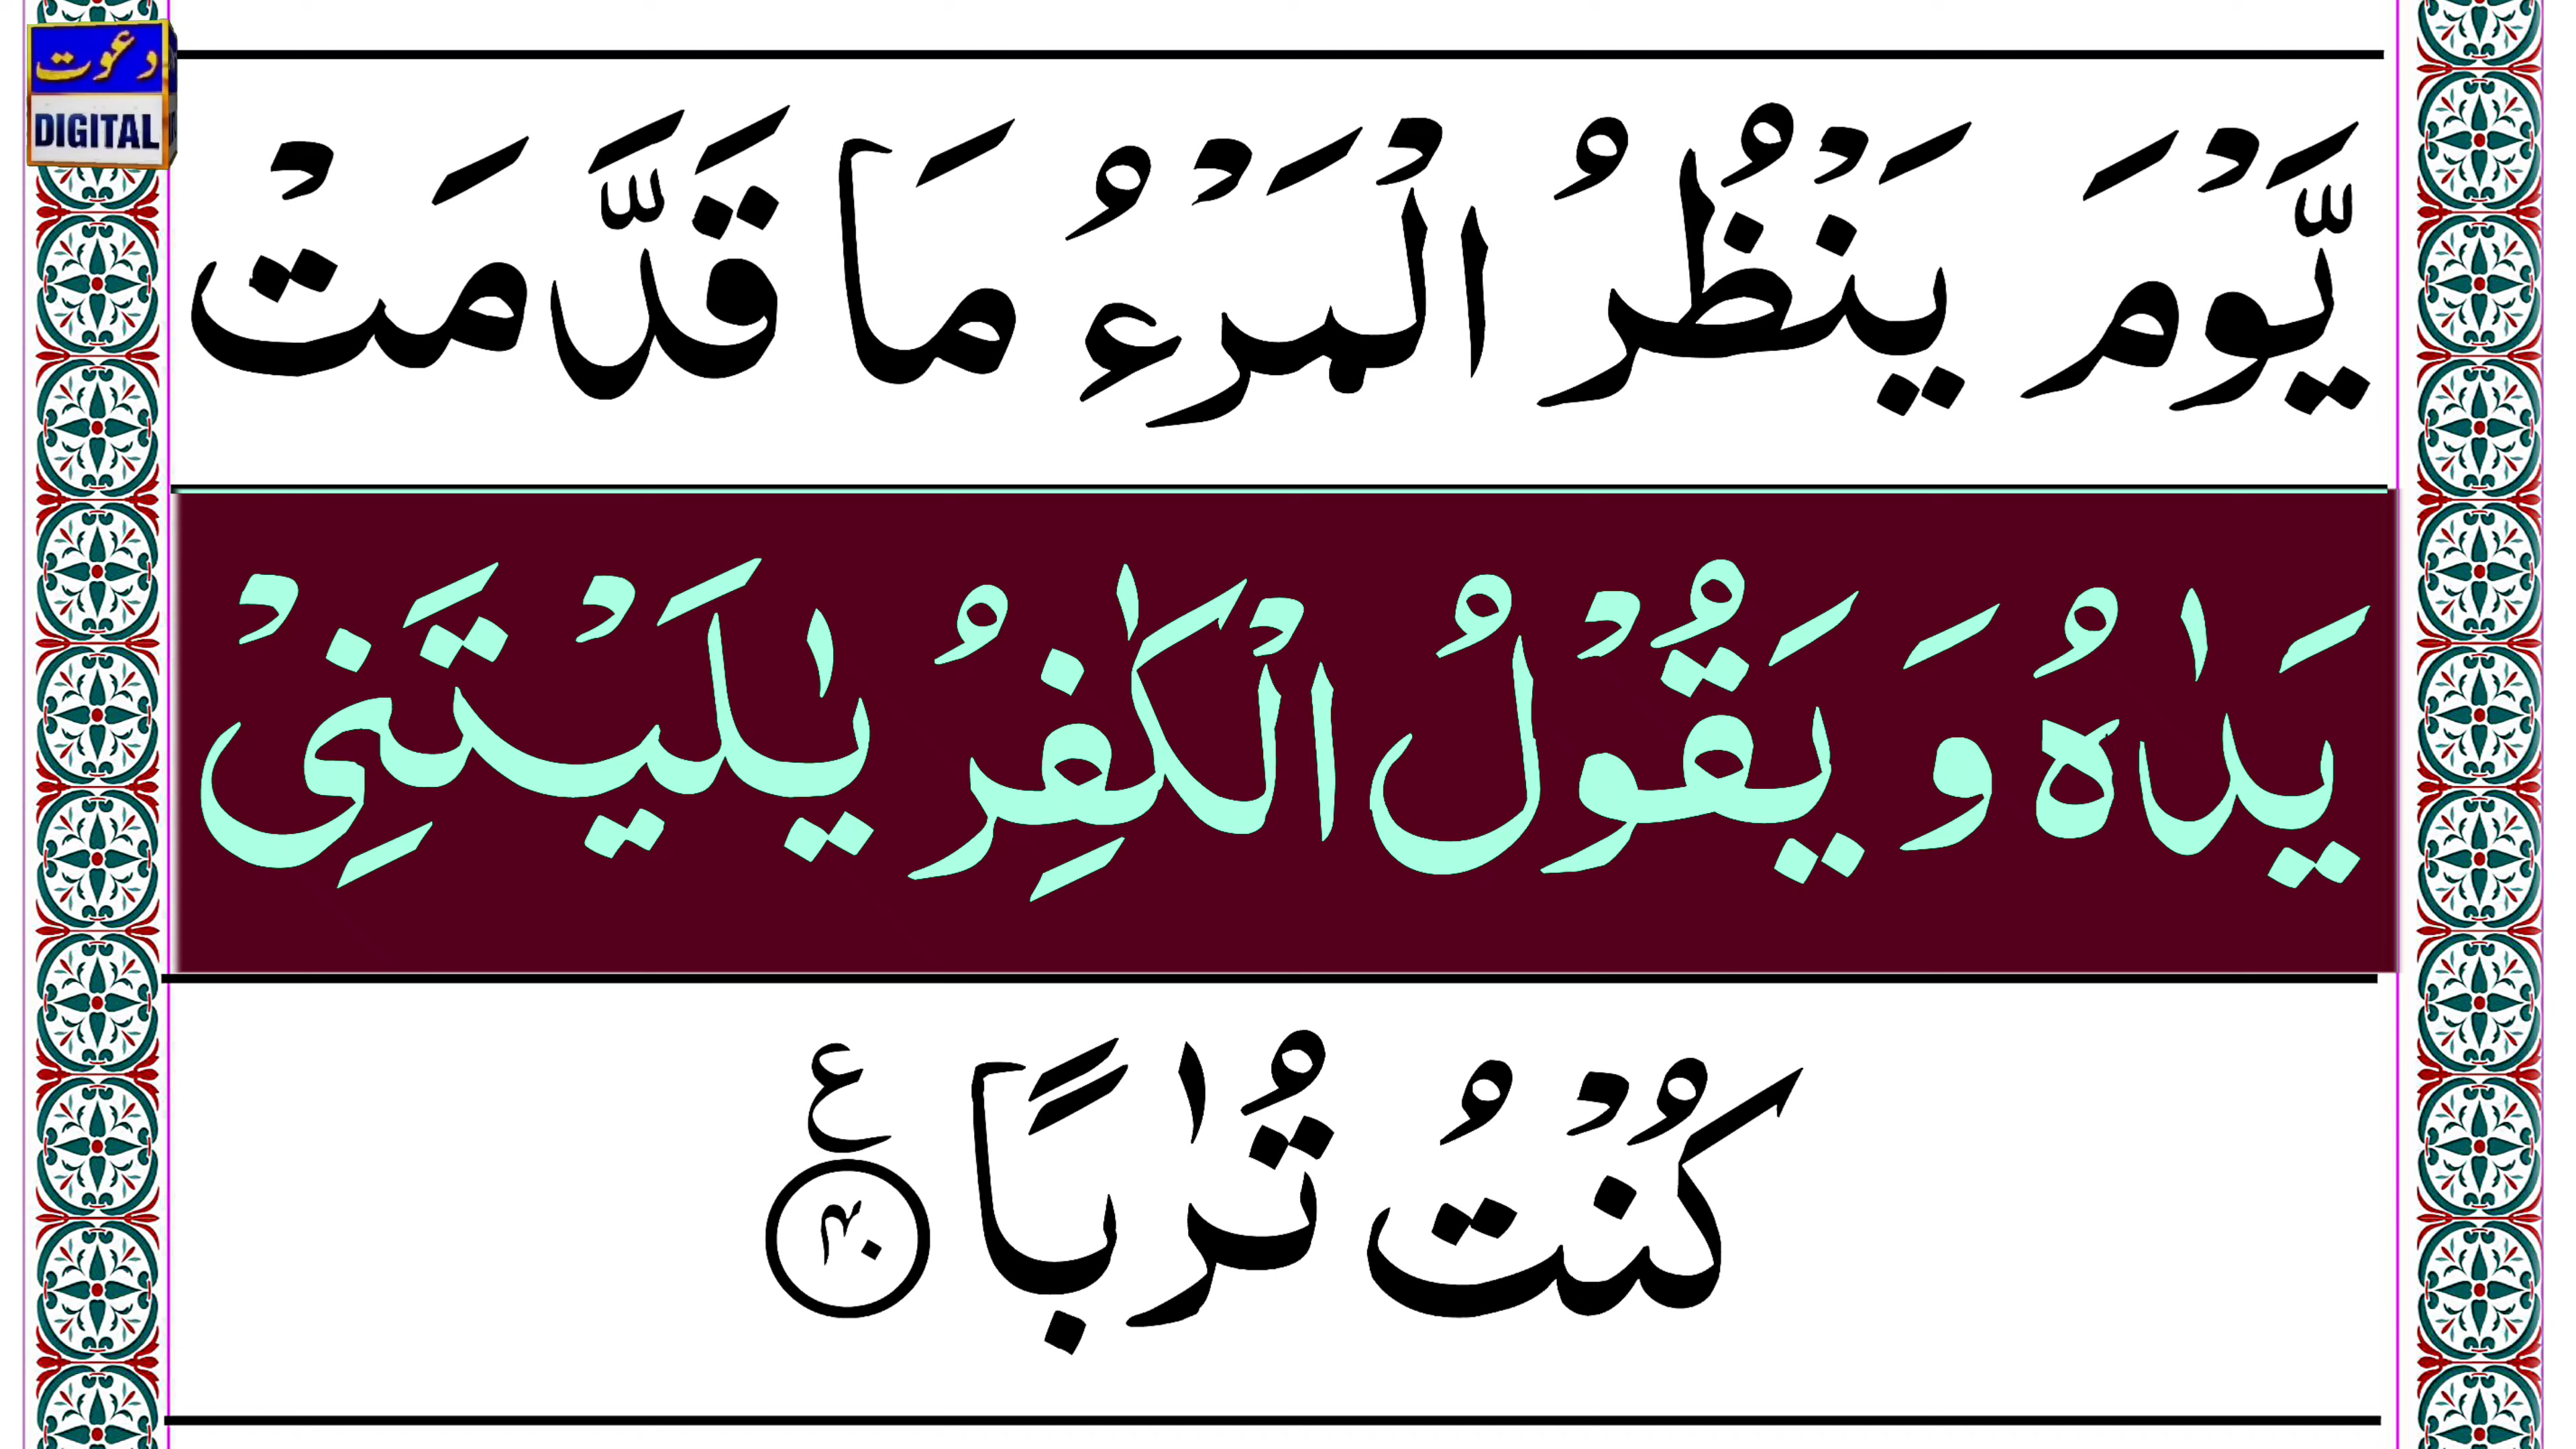 دعوت
DIGITAL
یَّوْمَ یَنْظُرُ الْمَرْءُ مَا قَدَّمَتْ
یَدٰهُ وَ یَقُوْلُ الْكٰفِرُ یٰلَیْتَنِیْ
كُنْتُ تُرٰبًا ۴۰ ع